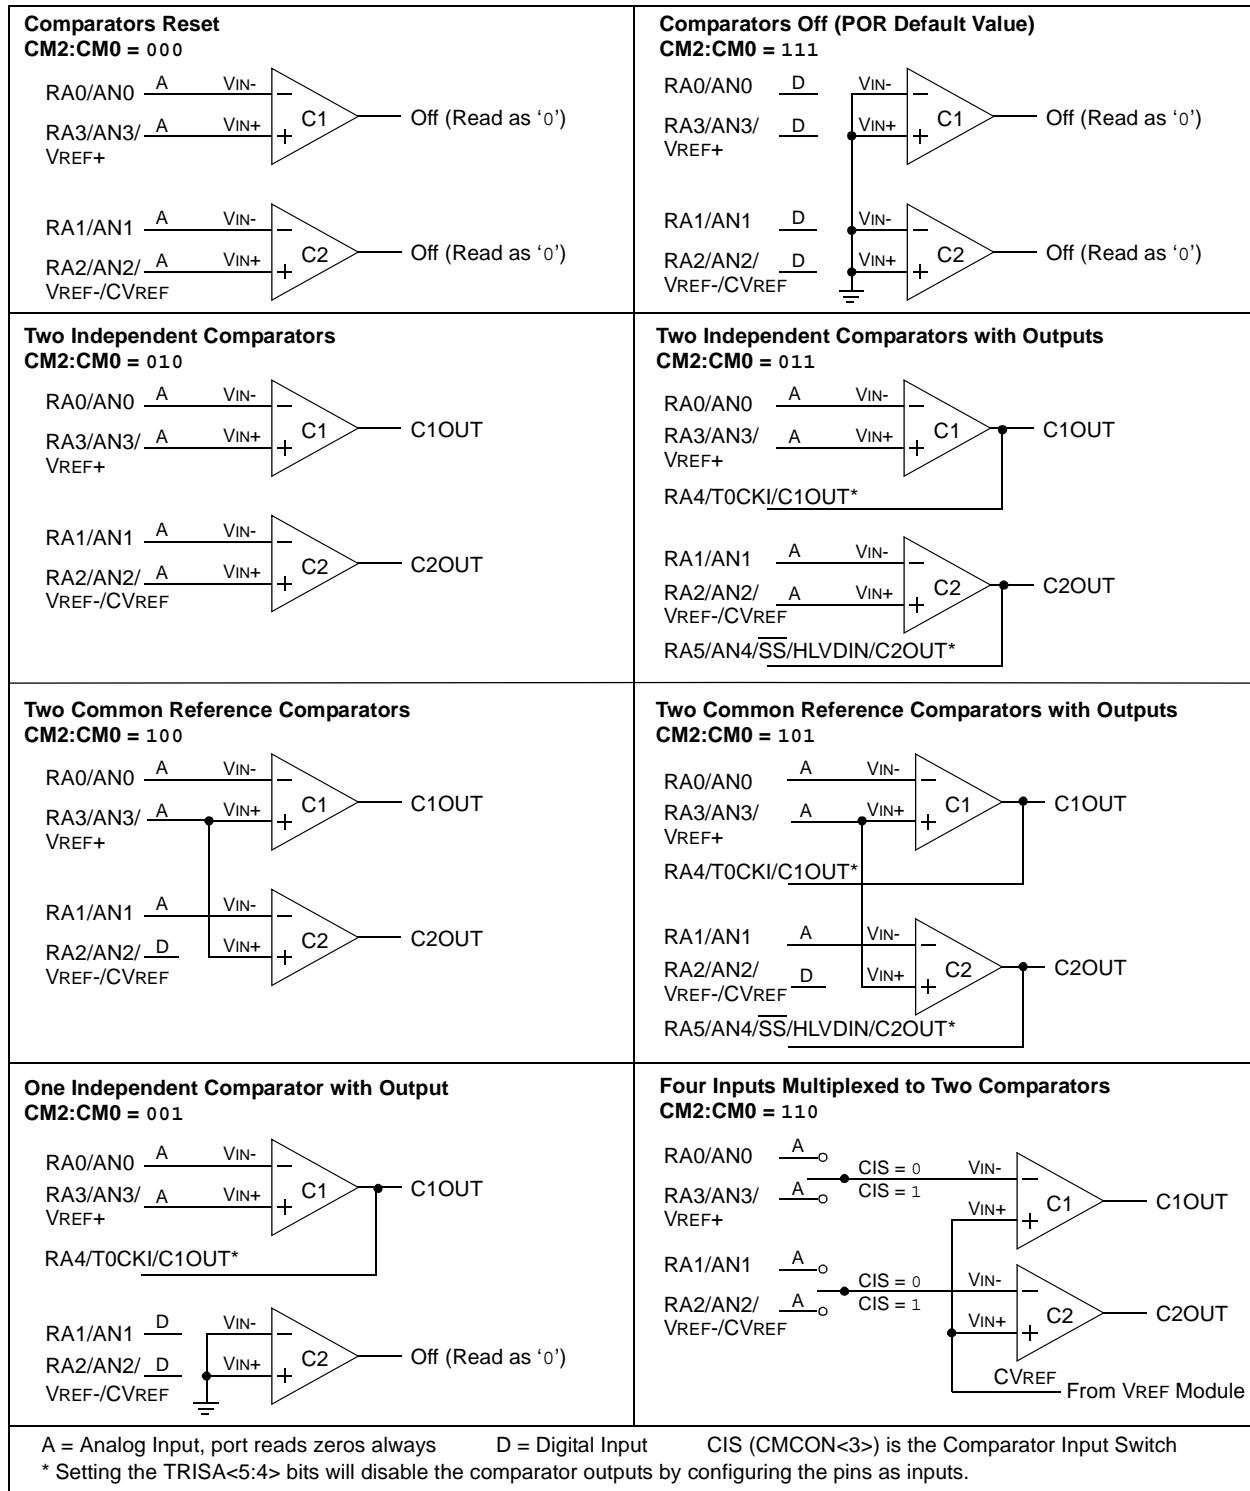 Comparators Reset
CM2:CM0 = 000
RA0/AN0 A VIN-
C1 Off (Read as ‘0’)
RA3/AN3/ A VIN+
VREF+
RA1/AN1 A VIN-
C2 Off (Read as ‘0’)
RA2/AN2/ A VIN+
VREF-/CVREF
Comparators Off (POR Default Value)
CM2:CM0 = 111
RA0/AN0 D VIN-
C1 Off (Read as ‘0’)
RA3/AN3/ D VIN+
VREF+
RA1/AN1 D VIN-
C2 Off (Read as ‘0’)
RA2/AN2/ D VIN+
VREF-/CVREF
Two Independent Comparators
CM2:CM0 = 010
RA0/AN0 A VIN-
C1 C1OUT
RA3/AN3/ A VIN+
VREF+
RA1/AN1 A VIN-
C2 C2OUT
RA2/AN2/ A VIN+
VREF-/CVREF
Two Independent Comparators with Outputs
CM2:CM0 = 011
RA0/AN0 A VIN-
C1 C1OUT
RA3/AN3/ A VIN+
VREF+
RA4/T0CKI/C1OUT*
RA1/AN1 A VIN-
C2 C2OUT
RA2/AN2/ A VIN+
VREF-/CVREF
RA5/AN4/SS/HLVDIN/C2OUT*
Two Common Reference Comparators
CM2:CM0 = 100
RA0/AN0 A VIN-
C1 C1OUT
RA3/AN3/ A VIN+
VREF+
RA1/AN1 A VIN-
C2 C2OUT
RA2/AN2/ D VIN+
VREF-/CVREF
Two Common Reference Comparators with Outputs
CM2:CM0 = 101
RA0/AN0 A VIN-
C1 C1OUT
RA3/AN3/ A VIN+
VREF+
RA4/T0CKI/C1OUT*
RA1/AN1 A VIN-
C2 C2OUT
RA2/AN2/ D VIN+
VREF-/CVREF
RA5/AN4/SS/HLVDIN/C2OUT*
One Independent Comparator with Output
CM2:CM0 = 001
RA0/AN0 A VIN-
C1 C1OUT
RA3/AN3/ A VIN+
VREF+
RA4/T0CKI/C1OUT*
RA1/AN1 D VIN-
C2 Off (Read as ‘0’)
RA2/AN2/ D VIN+
VREF-/CVREF
Four Inputs Multiplexed to Two Comparators
CM2:CM0 = 110
RA0/AN0 A
CIS = 0 VIN-
RA3/AN3/ A CIS = 1
VREF+ VIN+ C1 C1OUT
RA1/AN1 A
CIS = 0 VIN-
RA2/AN2/ A CIS = 1
VREF-/CVREF VIN+ C2 C2OUT
CVREF
From VREF Module
A = Analog Input, port reads zeros always D = Digital Input CIS (CMCON<3>) is the Comparator Input Switch
* Setting the TRISA<5:4> bits will disable the comparator outputs by configuring the pins as inputs.